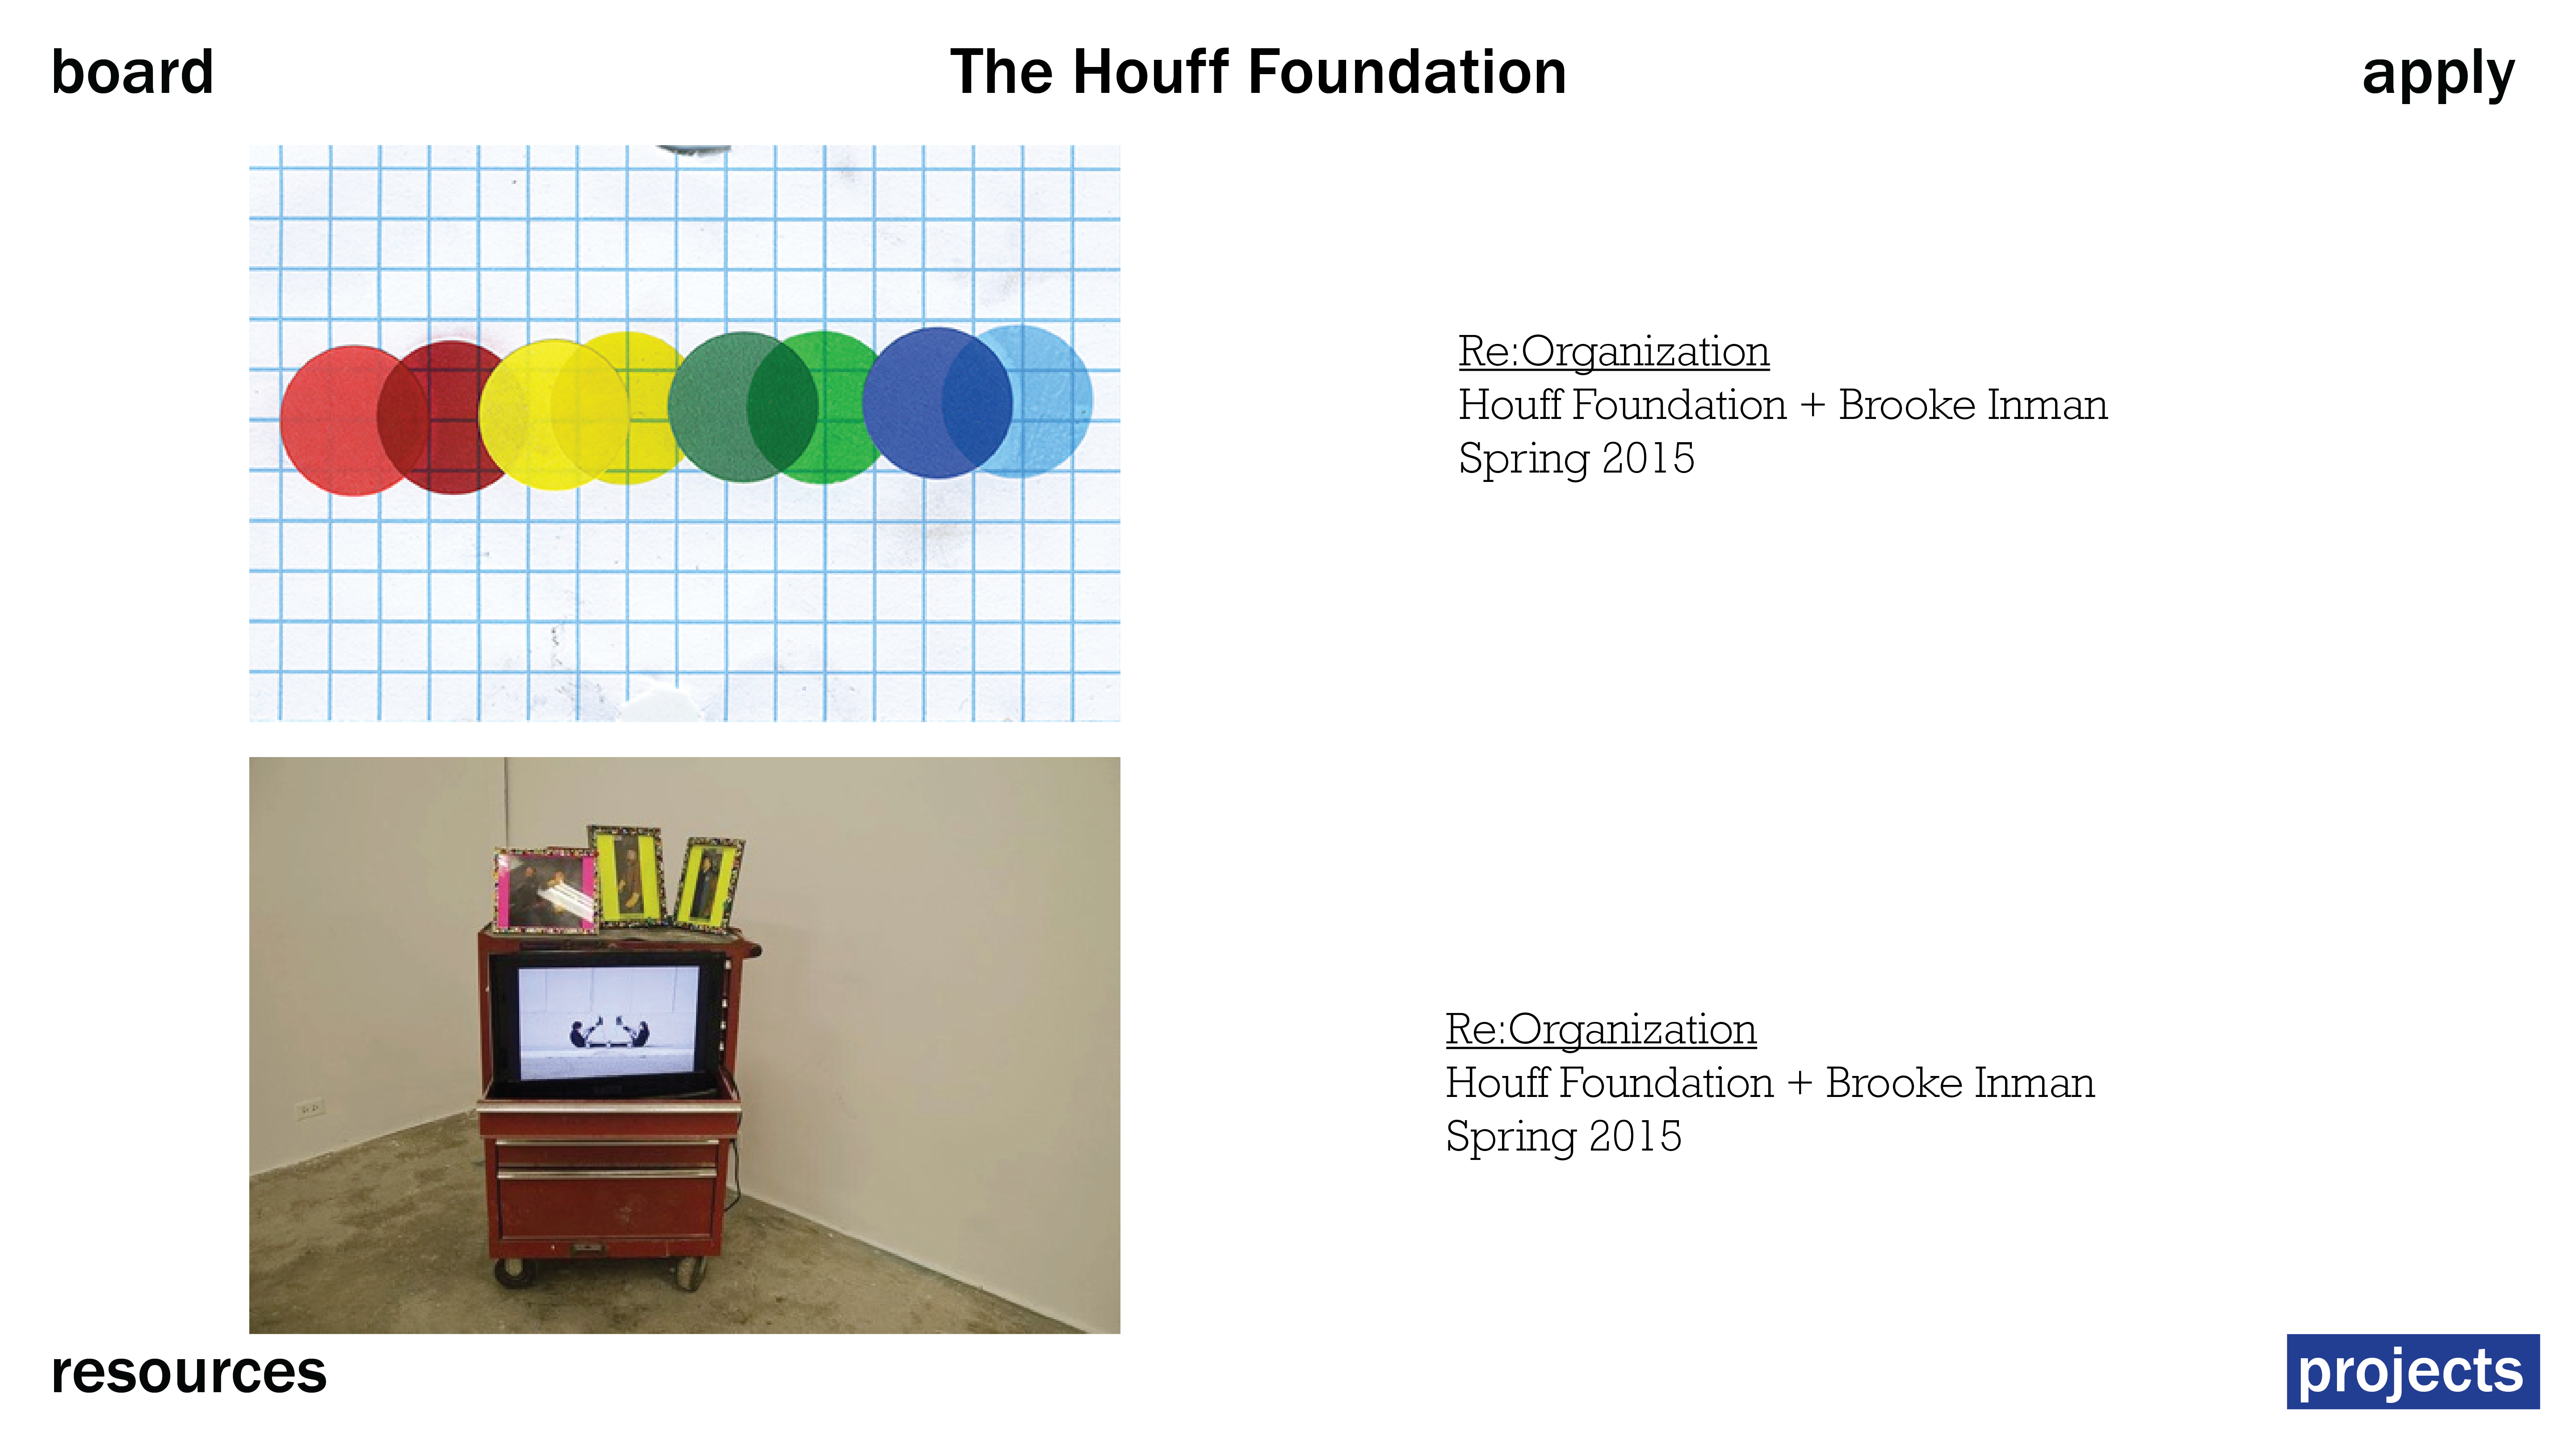 board
The Houff Foundation
apply
Re:Organization
Houff Foundation + Brooke Inman
Spring 2015
Re:Organization
Houff Foundation + Brooke Inman
Spring 2015
resources
projects